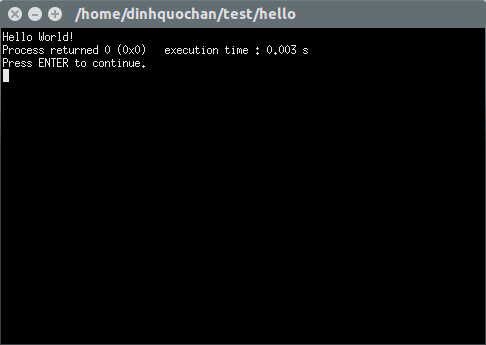 /home/dinhquochan/test/hello
Hello World!
Process returned 0 (0x0)   execution time : 0.003 s
Press ENTER to continue.